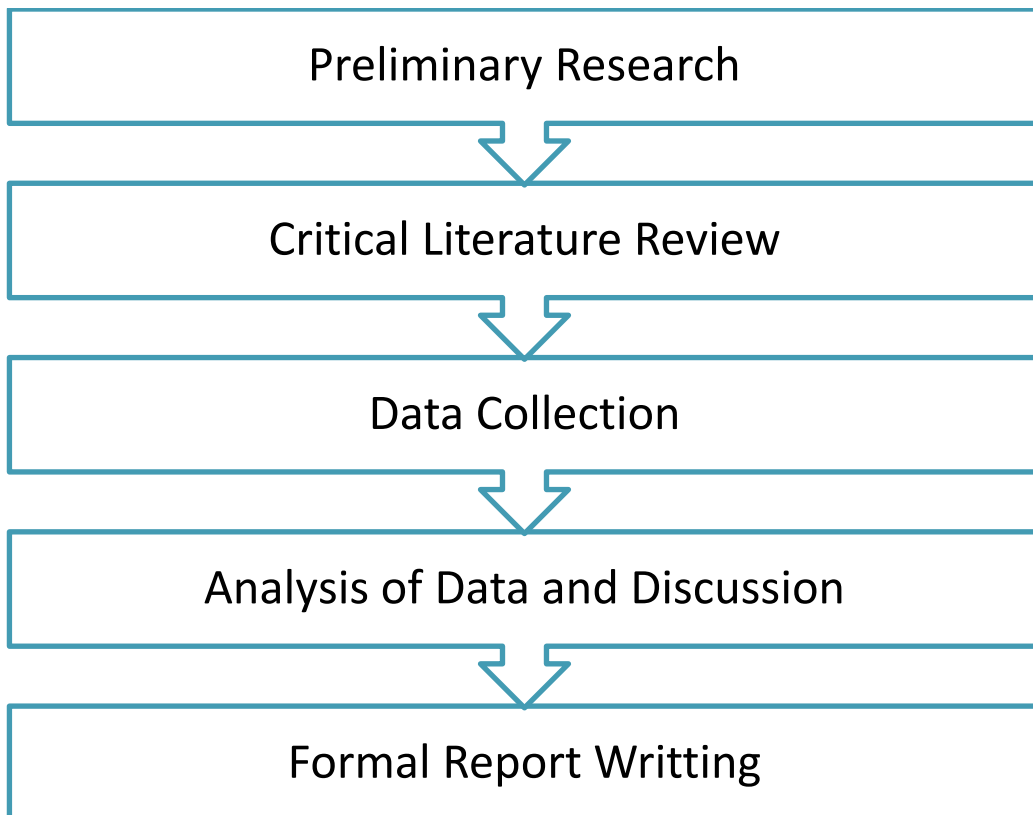 Preliminary Research
Critical Literature Review
Data Collection
Analysis of Data and Discussion
Formal Report Writting